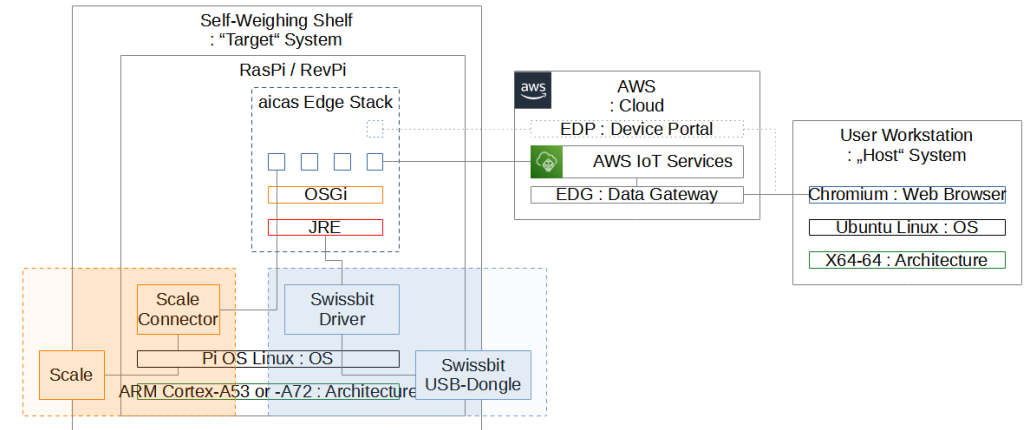 Self-Weighing Shelf
: “Target“ System
RasPi / RevPi
aicas Edge Stack
OSGi
JRE
Scale
Connector
Swissbit
Driver
Pi OS Linux : OS
Scale
Swissbit
USB-Dongle
ARM Cortex-A53 or -A72 : Architecture
aws
AWS
: Cloud
EDP : Device Portal
AWS IoT Services
EDG : Data Gateway
User Workstation
: „Host“ System
Chromium : Web Browser
Ubuntu Linux : OS
X64-64 : Architecture